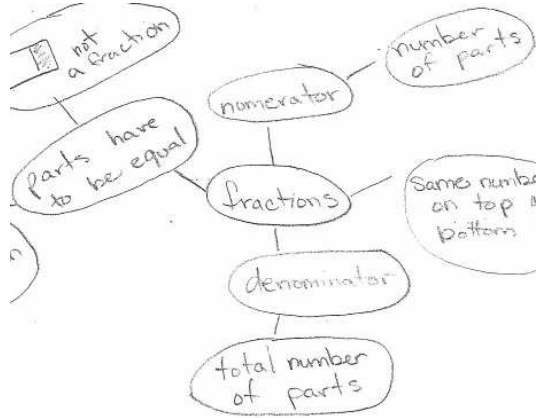 not
a fraction
number
of parts
nomerator
parts have
to be equal
fractions
same number
on top
bottom
denominator
total number
of parts